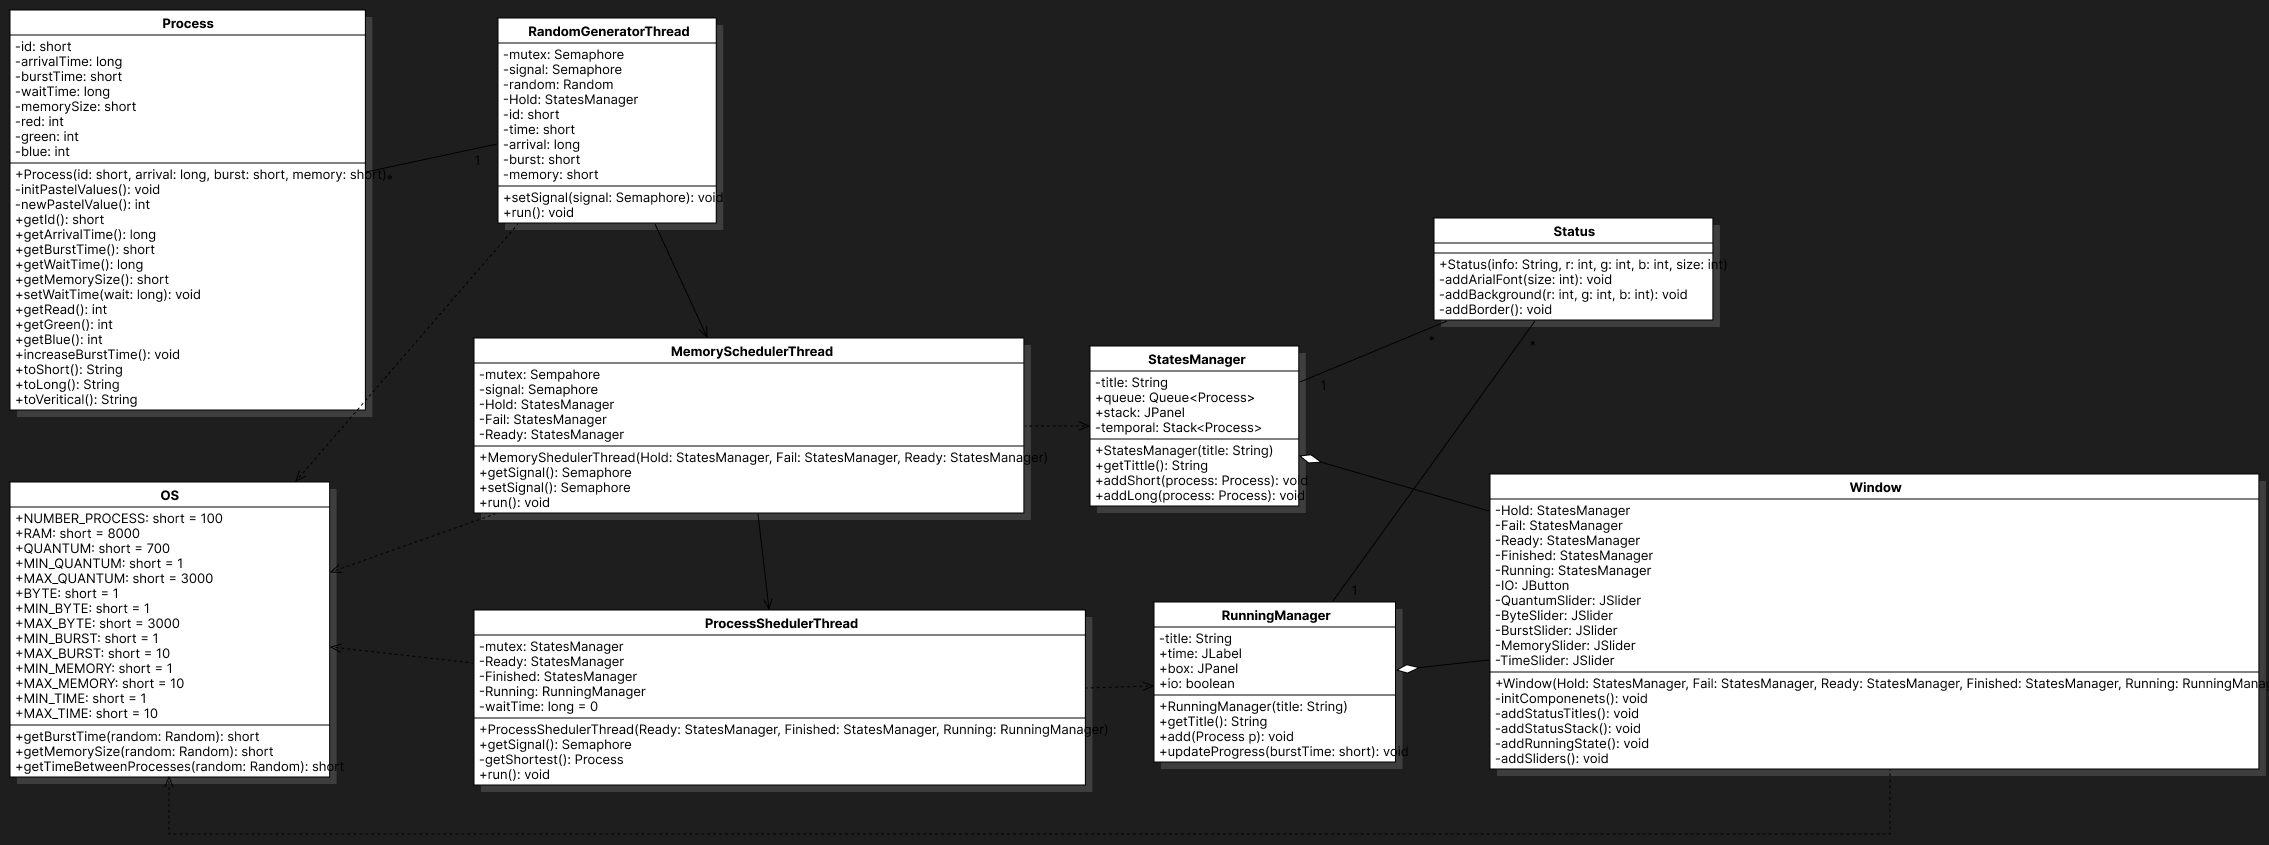 Process
-id: short
-arrivalTime: long
-burstTime: short
-waitTime: long
-memorySize: short
-red: int
-green: int
-blue: int
+Process(id: short, arrival: long, burst: short, memory: short)
-initPastelValues(): void
-newPastelValue(): int
+getId(): short
+getArrivalTime(): long
+getBurstTime(): short
+getWaitTime(): long
+getMemorySize(): short
+setWaitTime(wait: long): void
+getRead(): int
+getGreen(): int
+getBlue(): int
+increaseBurstTime(): void
+toShort(): String
+toLong(): String
+toVeritical(): String
*
1
RandomGeneratorThread
-mutex: Semaphore
-signal: Semaphore
-random: Random
-Hold: StatesManager
-id: short
-time: short
-arrival: long
-burst: short
-memory: short
+setSignal(signal: Semaphore): void
+run(): void
MemorySchedulerThread
-mutex: Sempahore
-signal: Semaphore
-Hold: StatesManager
-Fail: StatesManager
-Ready: StatesManager
+MemoryShedulerThread(Hold: StatesManager, Fail: StatesManager, Ready: StatesManager)
+getSignal(): Semaphore
+setSignal(): Semaphore
+run(): void
StatesManager
-title: String
+queue: Queue<Process>
+stack: JPanel
-temporal: Stack<Process>
+StatesManager(title: String)
+getTittle(): String
+addShort(process: Process): void
+addLong(process: Process): void
1
*
Status
+Status(info: String, r: int, g: int, b: int, size: int)
-addArialFont(size: int): void
-addBackground(r: int, g: int, b: int): void
-addBorder(): void
*
1
OS
+NUMBER_PROCESS: short = 100
+RAM: short = 8000
+QUANTUM: short = 700
+MIN_QUANTUM: short = 1
+MAX_QUANTUM: short = 3000
+BYTE: short = 1
+MIN_BYTE: short = 1
+MAX_BYTE: short = 3000
+MIN_BURST: short = 1
+MAX_BURST: short = 10
+MIN_MEMORY: short = 1
+MAX_MEMORY: short = 10
+MIN_TIME: short = 1
+MAX_TIME: short = 10
+getBurstTime(random: Random): short
+getMemorySize(random: Random): short
+getTimeBetweenProcesses(random: Random): short
ProcessShedulerThread
-mutex: StatesManager
-Ready: StatesManager
-Finished: StatesManager
-Running: RunningManager
-waitTime: long = 0
+ProcessShedulerThread(Ready: StatesManager, Finished: StatesManager, Running: RunningManager)
+getSignal(): Semaphore
-getShortest(): Process
+run(): void
RunningManager
-title: String
+time: JLabel
+box: JPanel
+io: boolean
+RunningManager(title: String)
+getTitle(): String
+add(Process p): void
+updateProgress(burstTime: short): void
Window
-Hold: StatesManager
-Fail: StatesManager
-Ready: StatesManager
-Finished: StatesManager
-Running: StatesManager
-IO: JButton
-QuantumSlider: JSlider
-ByteSlider: JSlider
-BurstSlider: JSlider
-MemorySlider: JSlider
-TimeSlider: JSlider
+Window(Hold: StatesManager, Fail: StatesManager, Ready: StatesManager, Finished: StatesManager, Running: RunningManag
-initComponenets(): void
-addStatusTitles(): void
-addStatusStack(): void
-addRunningState(): void
-addSliders(): void